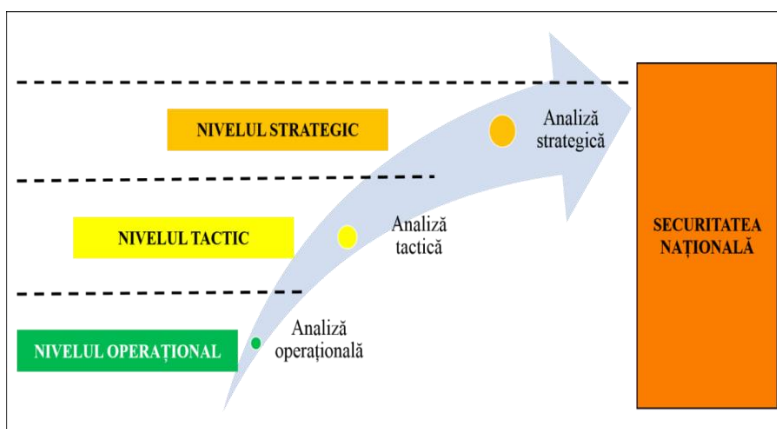 NIVELUL STRATEGIC
Analiză
strategică
NIVELUL TACTIC
Analiză
tactică
NIVELUL OPERAȚIONAL
Analiză
operațională
SECURITATEA
NAȚIONALĂ